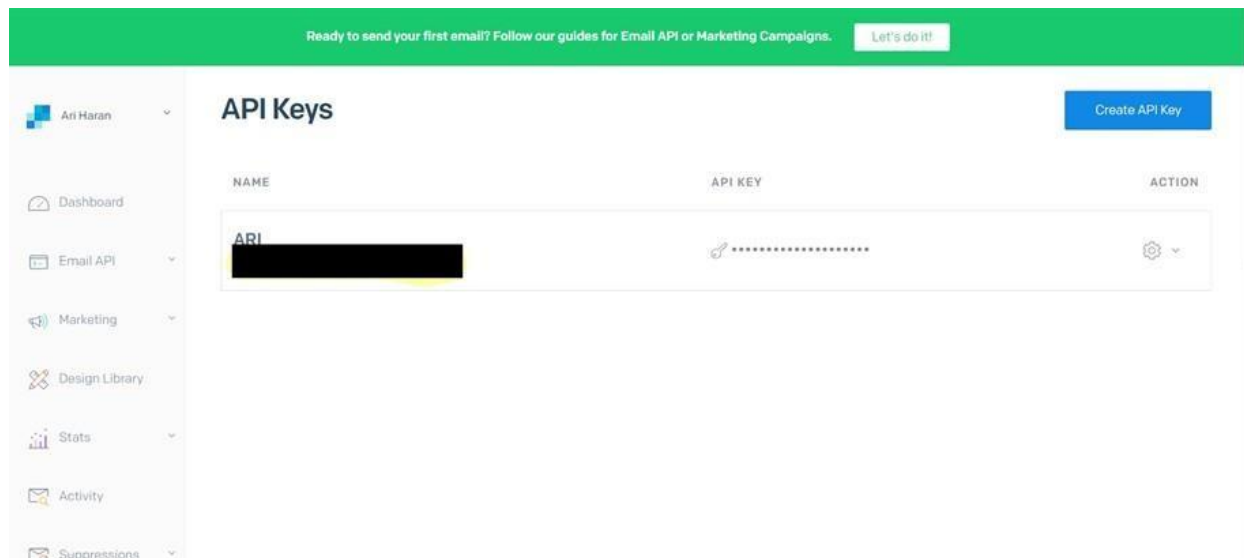 Ready to send your first email? Follow our guides for Email API or Marketing Campaigns.
Let's do it!
Ari Haran
API Keys
Create API Key
NAME
API KEY
ACTION
Dashboard
ARI
••••••••••••••••••••
Email API
Marketing
Design Library
Stats
Activity
Suppressions